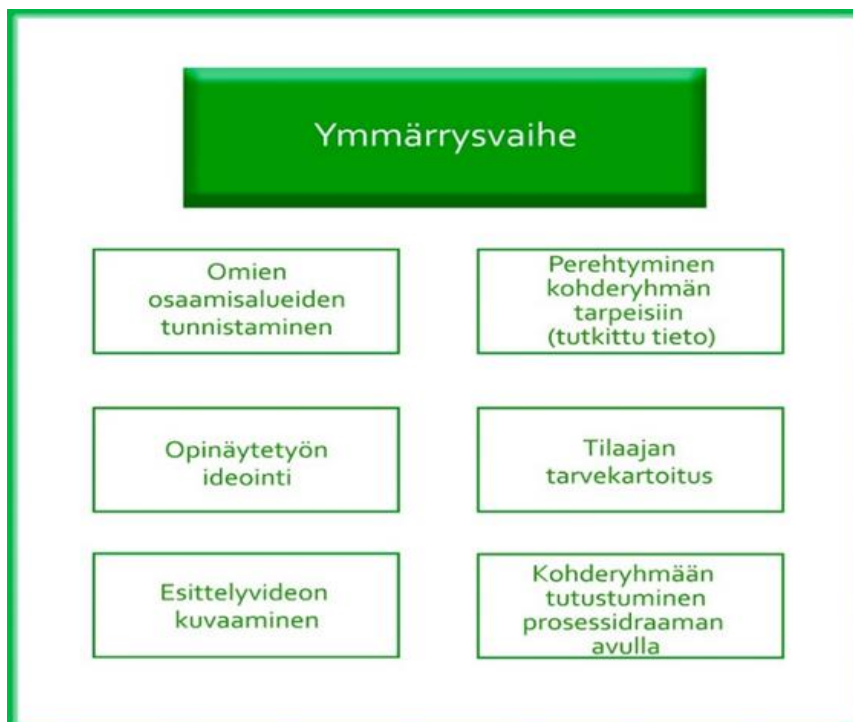 Ymmärrysvaihe
Omien
osaamisalueiden
tunnistaminen
Perehtyminen
kohderyhmän
tarpeisiin
(tutkittu tieto)
Opinäytetyön
ideointi
Tilaajan
tarvekartoitus
Esittelyvideon
kuvaaminen
Kohderyhmään
tutustuminen
prosessidraaman
avulla